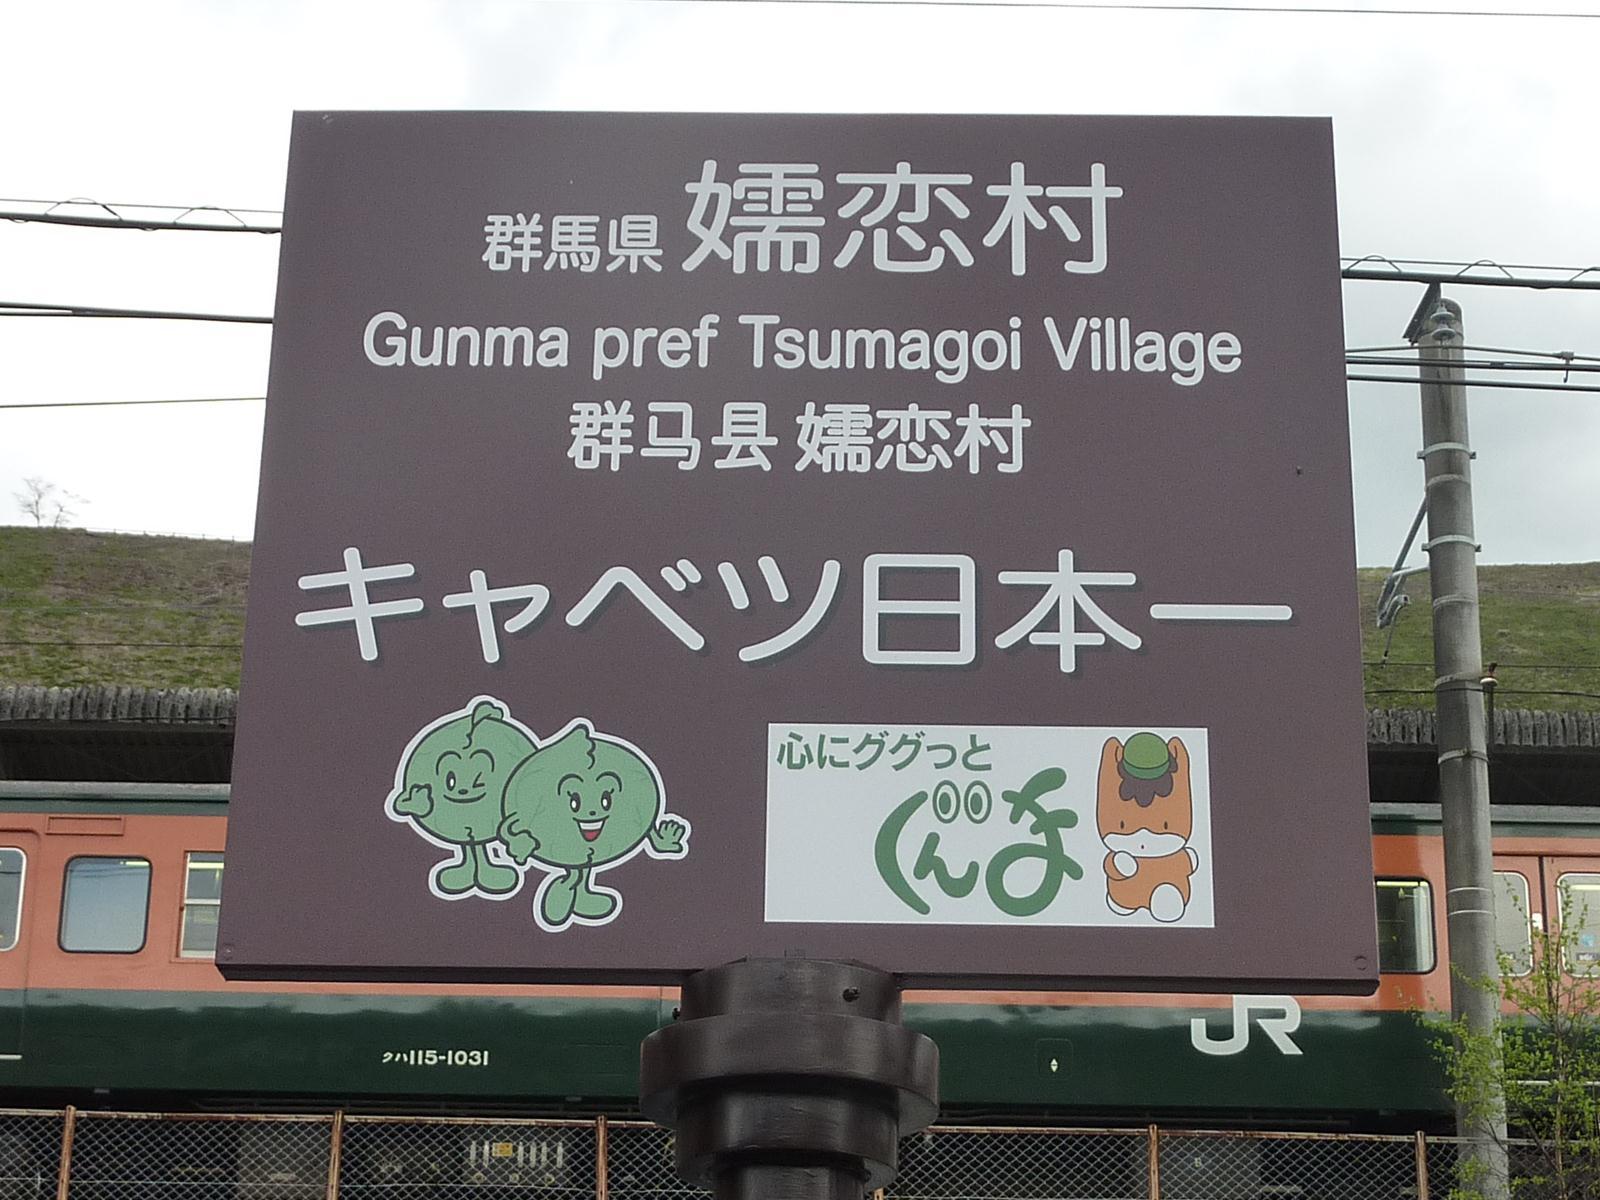 群馬県 嬬恋村
Gunma pref Tsumagoi Village
群马县 嬬恋村
キャベツ日本一
心にググっと
ぐんま
JR
クハ115-1031